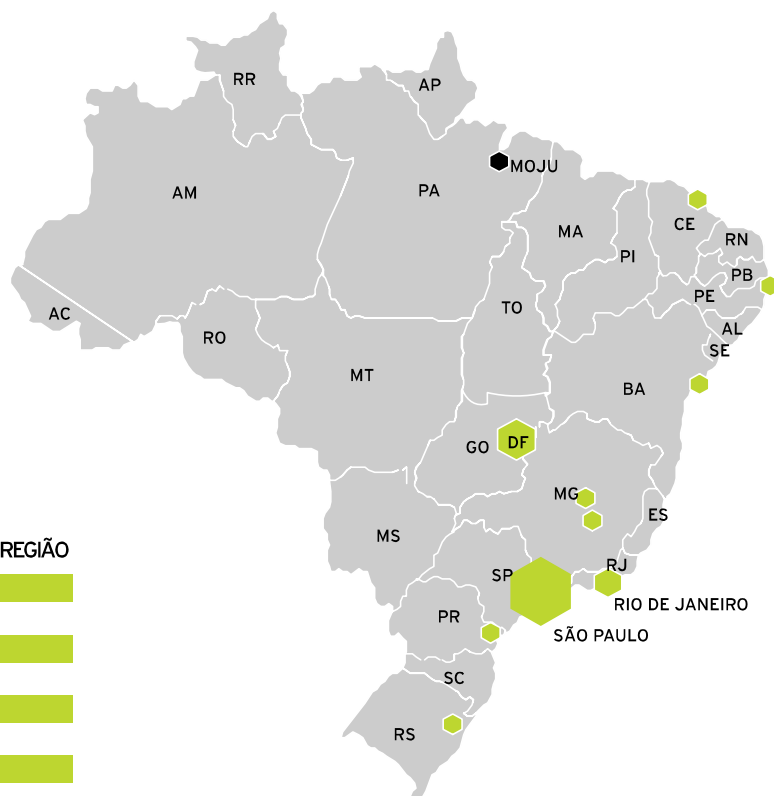 RR
AP
MOJU
AM
PA
CE
MA
RN
PI
PB
PE
AC
TO
AL
RO
SE
MT
BA
GO
DF
MG
ES
MS
REGIÃO
RJ
SP
RIO DE JANEIRO
PR
SÃO PAULO
SC
RS